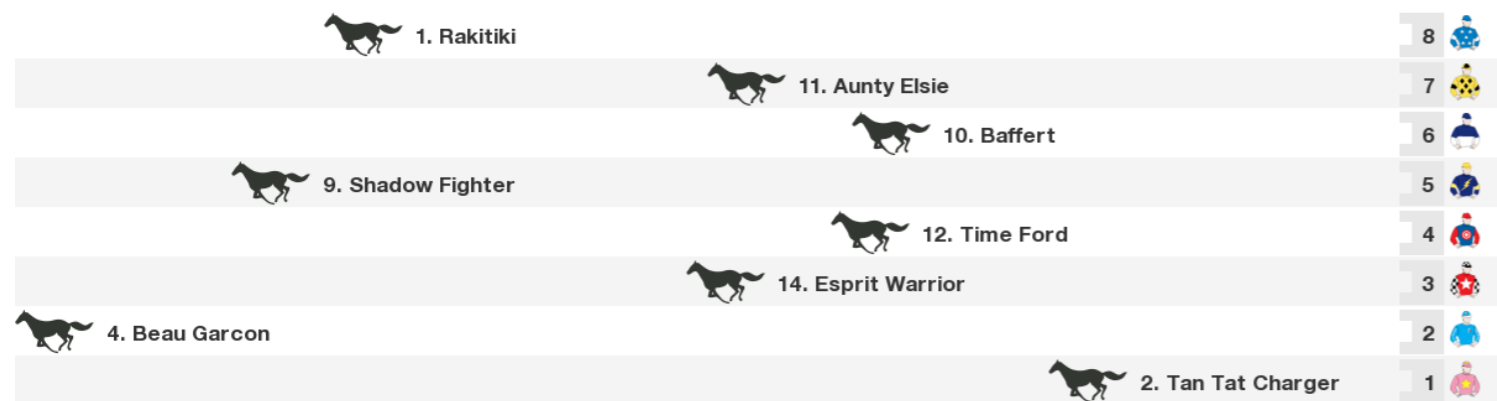 1. Rakitiki 8
11. Aunty Elsie 7
10. Baffert 6
9. Shadow Fighter 5
12. Time Ford 4
14. Esprit Warrior 3
4. Beau Garcon 2
2. Tan Tat Charger 1